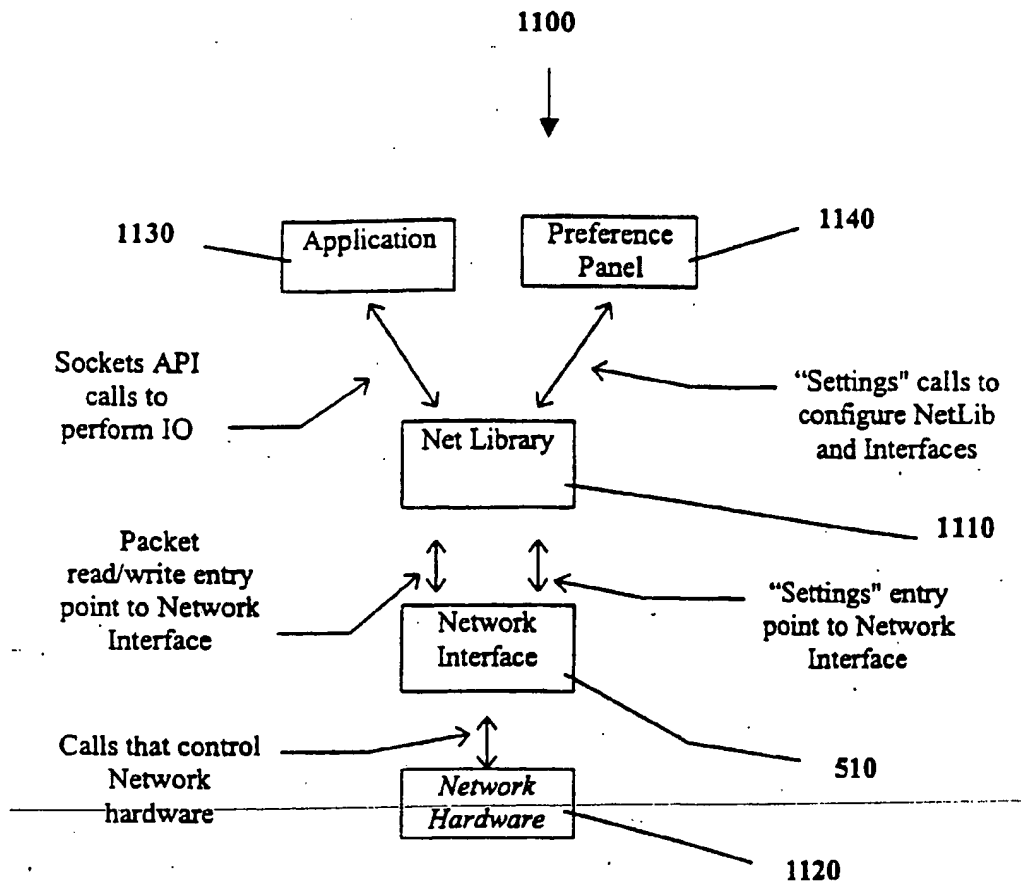 1100
1130
Application
Preference
Panel
1140
Sockets API
calls to
perform IO
"Settings" calls to
configure NetLib
and Interfaces
Net Library
1110
Packet
read/write entry
point to Network
Interface
"Settings" entry
point to Network
Interface
Network
Interface
510
Calls that control
Network
hardware
Network
Hardware
1120